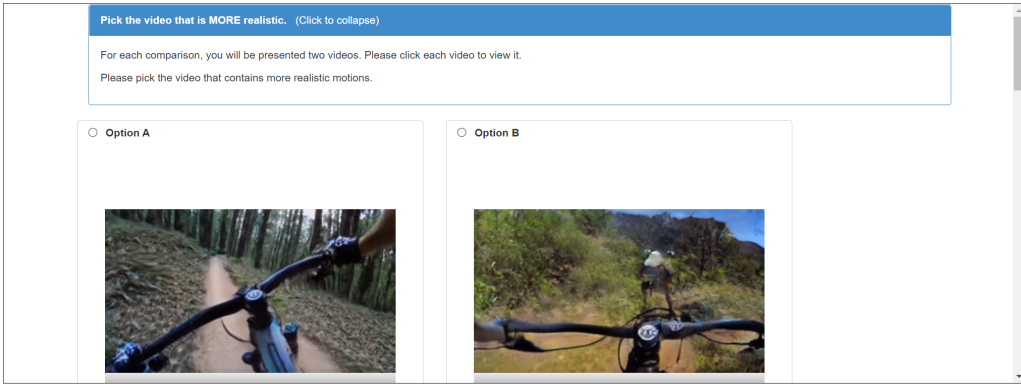 Pick the video that is MORE realistic. (Click to collapse)
For each comparison, you will be presented two videos. Please click each video to view it.
Please pick the video that contains more realistic motions.
Option A
Option B